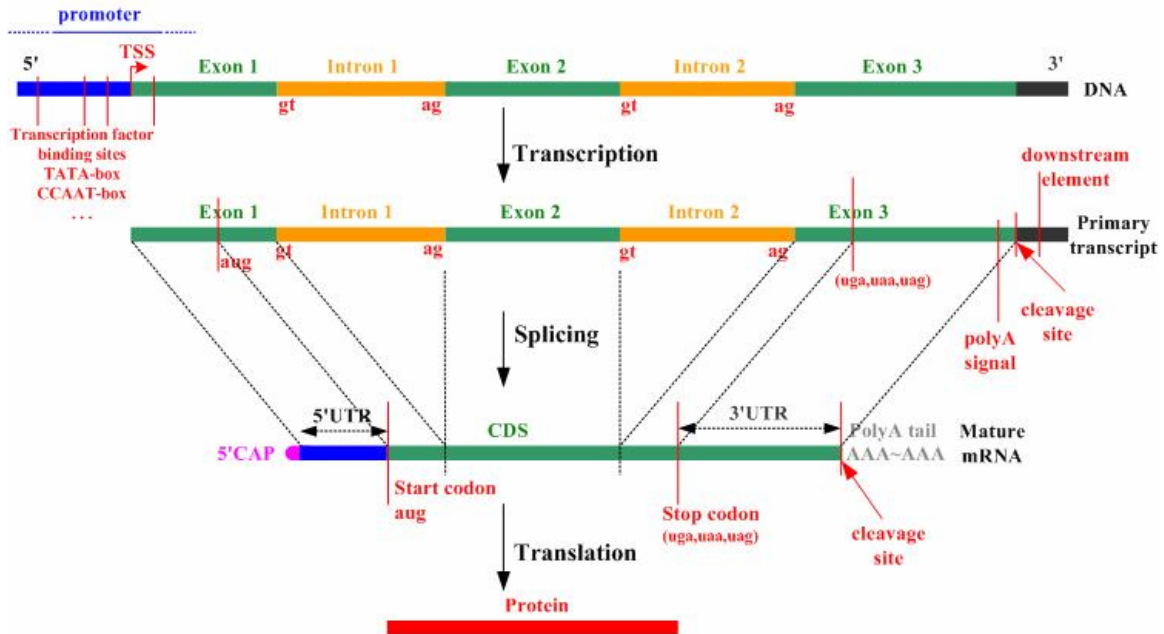 promoter
5'
TSS
Exon 1
Intron 1
Exon 2
Intron 2
Exon 3
3'
DNA
gt
ag
gt
ag
Transcription factor
binding sites
TATA-box
CCAAT-box
...
Transcription
downstream
element
Exon 1
Intron 1
Exon 2
Intron 2
Exon 3
Primary
transcript
aug
gt
ag
gt
ag
(uga,uaa,uag)
cleavage
site
polyA
signal
Splicing
5'UTR
CDS
3'UTR
5'CAP
PolyA tail
AAA~AAA
Mature
mRNA
Start codon
aug
Stop codon
(uga,uaa,uag)
cleavage
site
Translation
Protein